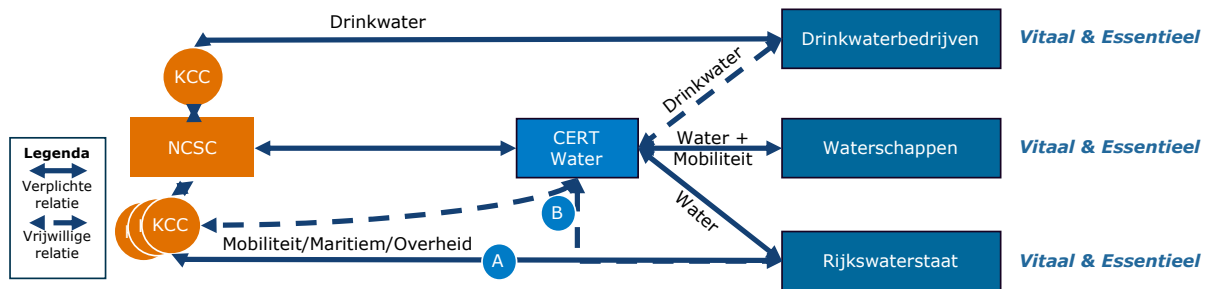 Drinkwater
Drinkwaterbedrijven
Vitaal & Essentieel
KCC
Drinkwater
NCSC
CERT
Water
Water +
Mobiliteit
Waterschappen
Vitaal & Essentieel
Legenda
Verplichte
relatie
Vrijwillige
relatie
KCC
B
Water
Mobiliteit/Maritiem/Overheid
A
Rijkswaterstaat
Vitaal & Essentieel